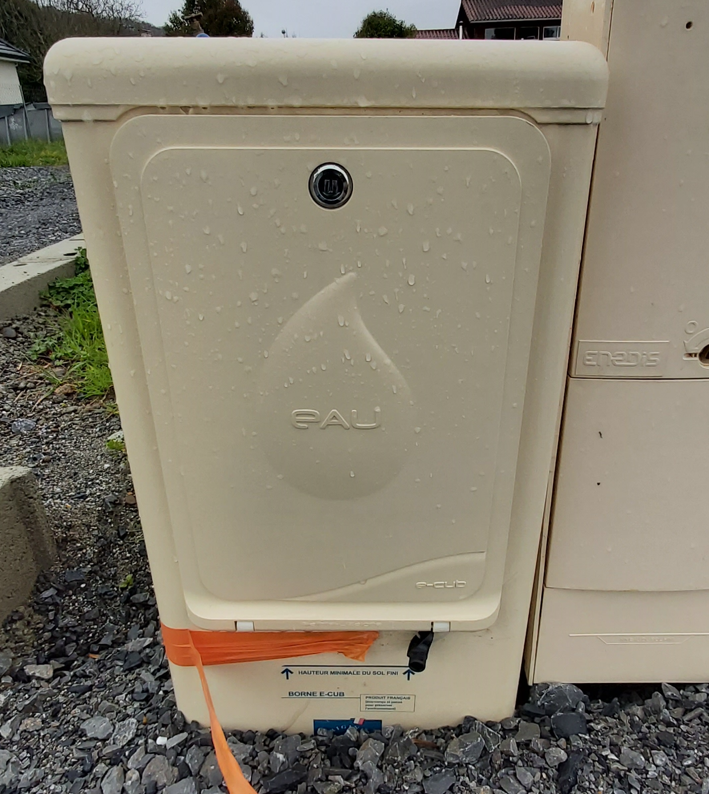 eau
eneDis
e-cub
HAUTEUR MINIMALE DU SOL FINI
BORNE E-CUB
PRODUIT FRANÇAIS